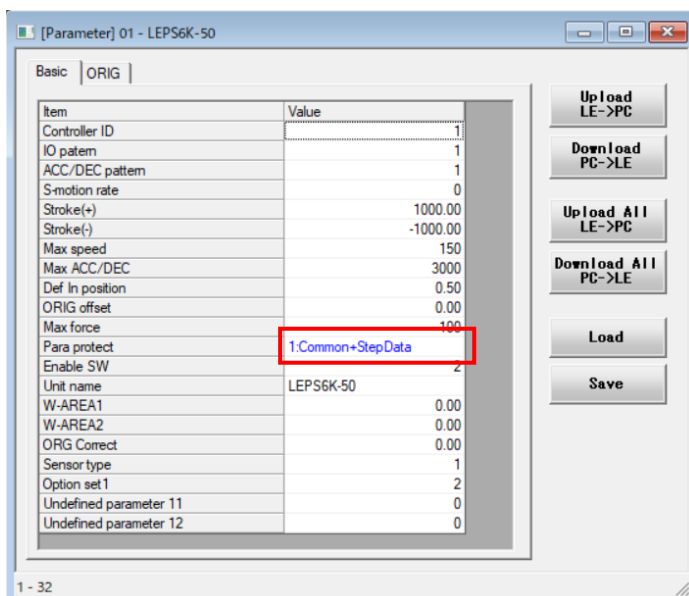 [Parameter] 01 - LEPS6K-50
Basic ORIG
Item Value
Controller ID 1
IO patern 1
ACC/DEC pattern 1
S-motion rate 0
Stroke(+) 1000.00
Stroke(-) -1000.00
Max speed 150
Max ACC/DEC 3000
Def In position 0.50
ORIG offset 0.00
Max force 100
Para protect 1:Common+StepData
Enable SW 2
Unit name LEPS6K-50
W-AREA1 0.00
W-AREA2 0.00
ORG Correct 0.00
Sensor type 1
Option set1 2
Undefined parameter 11 0
Undefined parameter 12 0
Upload
LE->PC
Download
PC->LE
Upload All
LE->PC
Download All
PC->LE
Load
Save
1 - 32